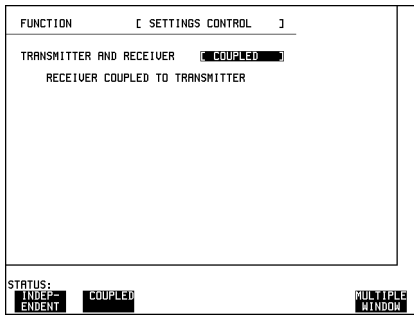 FUNCTION [ SETTINGS CONTROL ]
TRANSMITTER AND RECEIVER [ COUPLED ]
RECEIVER COUPLED TO TRANSMITTER
STATUS:
INDEP- COUPLED MULTIPLE
ENDENT WINDOW